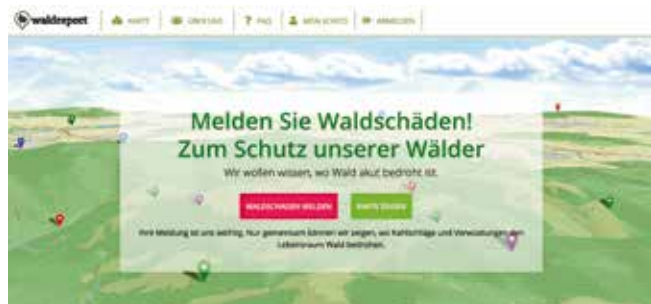 waldreport KARTE ÜBER UNS ? FAQ MEIN SCHUTZ ANMELDEN
Melden Sie Waldschäden!
Zum Schutz unserer Wälder
Wir wollen wissen, wo Wald akut bedroht ist.
WALDSCHADEN MELDEN KARTE ZEIGEN
Ihre Meldung ist uns wichtig. Nur gemeinsam können wir zeigen, wo Kahlschläge und Verwüstungen den
Lebensraum Wald bedrohen.